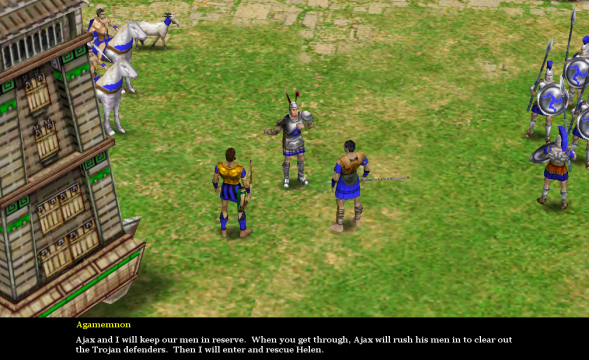 Agamemnon
Ajax and I will keep our men in reserve.  When you get through, Ajax will rush his men in to clear out
the Trojan defenders.  Then I will enter and rescue Helen.